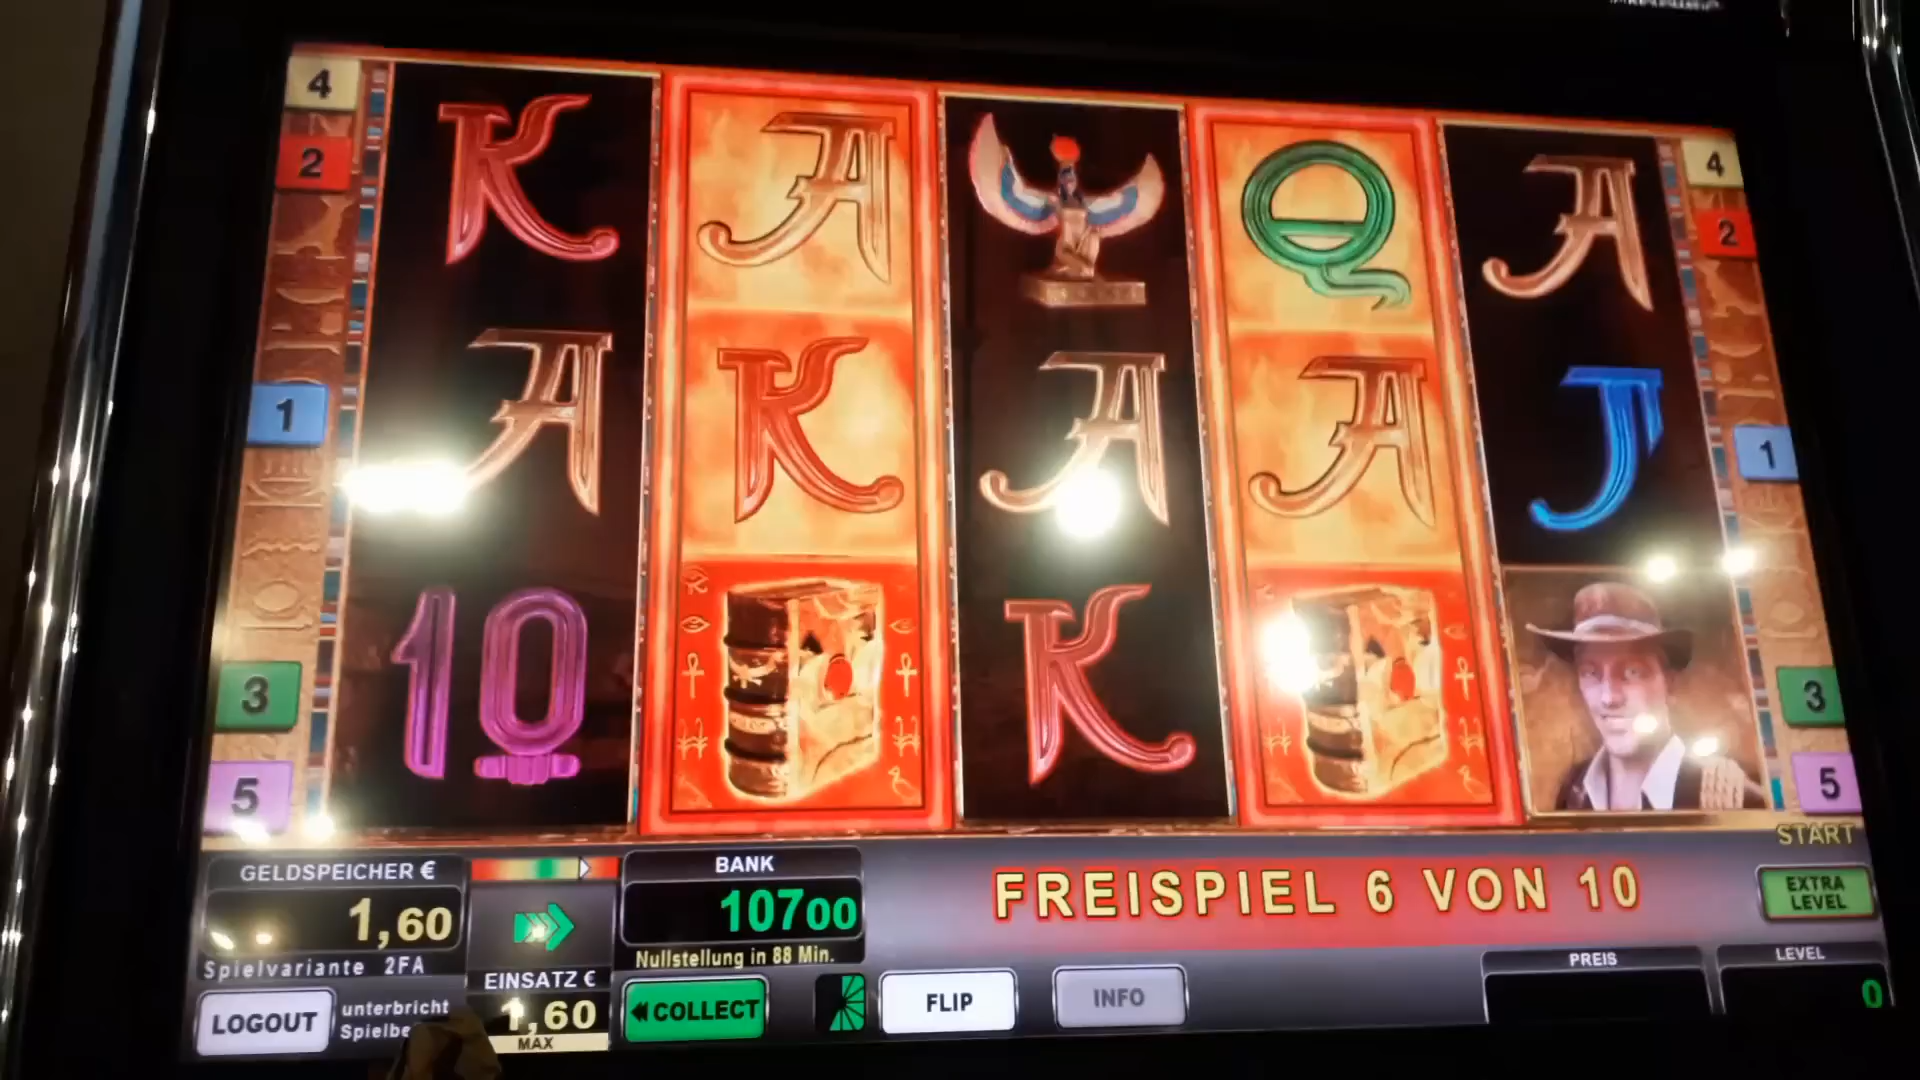 4
2
1
3
5
K A Q A
A K A A J
10 K
4
2
1
3
5
START
GELDSPEICHER €
1,60
Spielvariante 2FA
LOGOUT
unterbricht
EINSATZ €
1,60
MAX
BANK
10700
Nullstellung in 88 Min.
COLLECT
FLIP
INFO
FREISPIEL 6 VON 10
EXTRA
LEVEL
PREIS
LEVEL
0